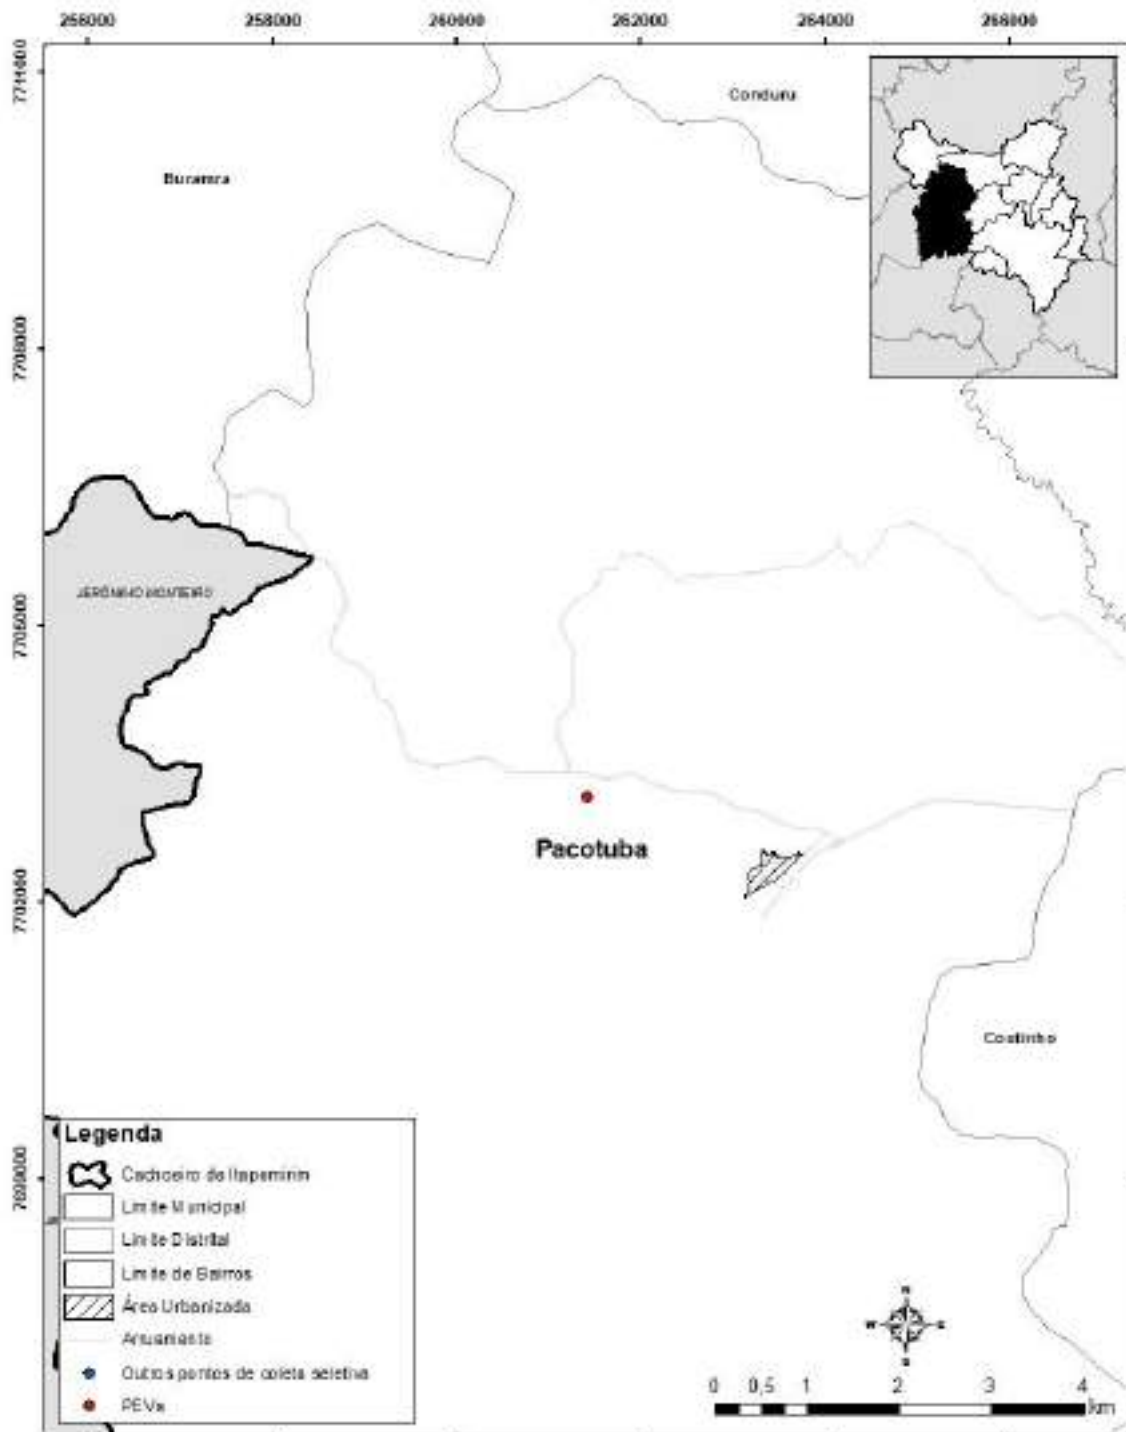 256000 258000 260000 262000 264000 266000
7711000
Conduru
Burarara
7708000
JERÔNIMO MONTEIRO
7705000
Pacotuba
7702000
Coutinho
7699000
Legenda
Cachoeiro de Itapemirim
Limite Municipal
Limite Distrital
Limite de Bairros
Área Urbanizada
Arruamento
Outros pontos de coleta seletiva
PEVs
N
W E
S
0 0,5 1 2 3 4
km